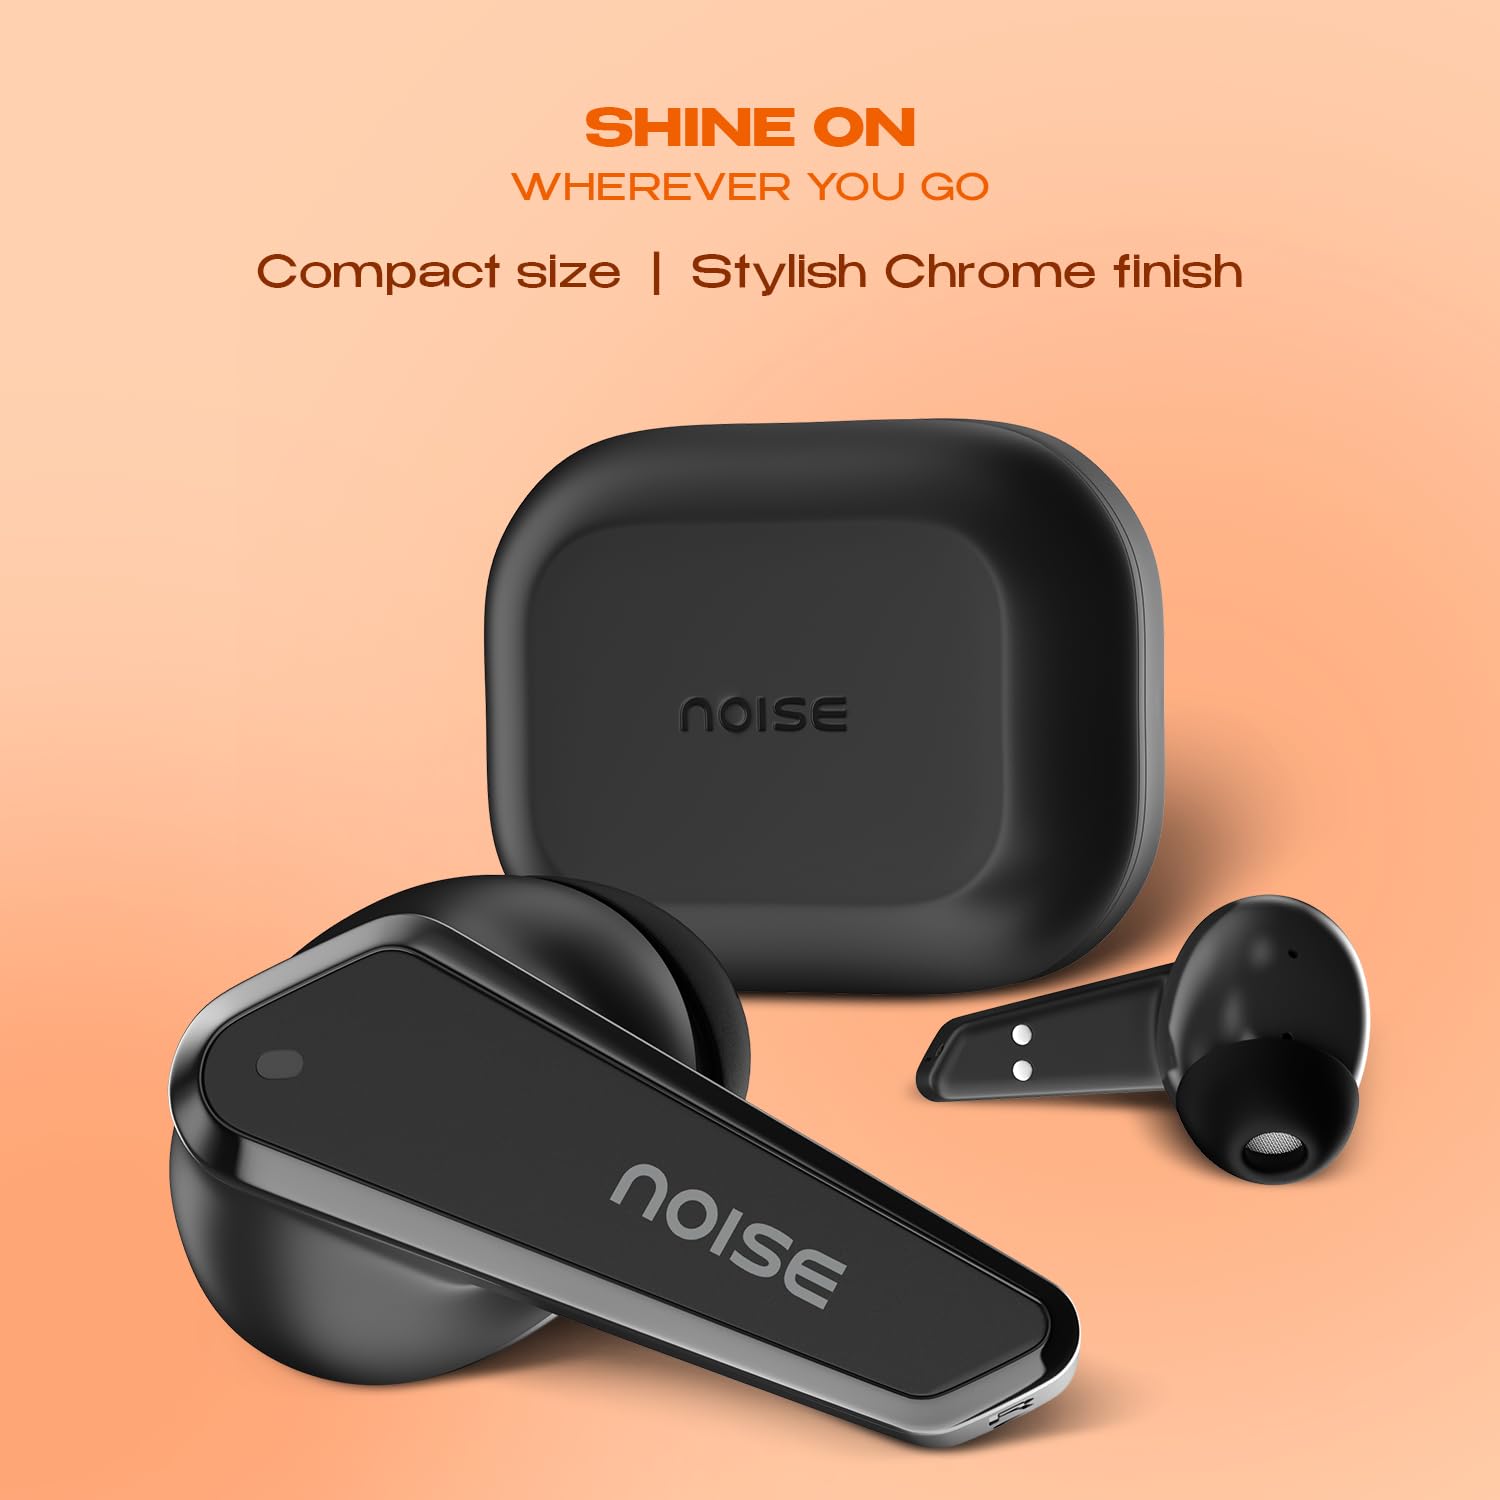 SHINE ON
WHEREVER YOU GO
Compact size | Stylish Chrome finish
NOISE
NOISE